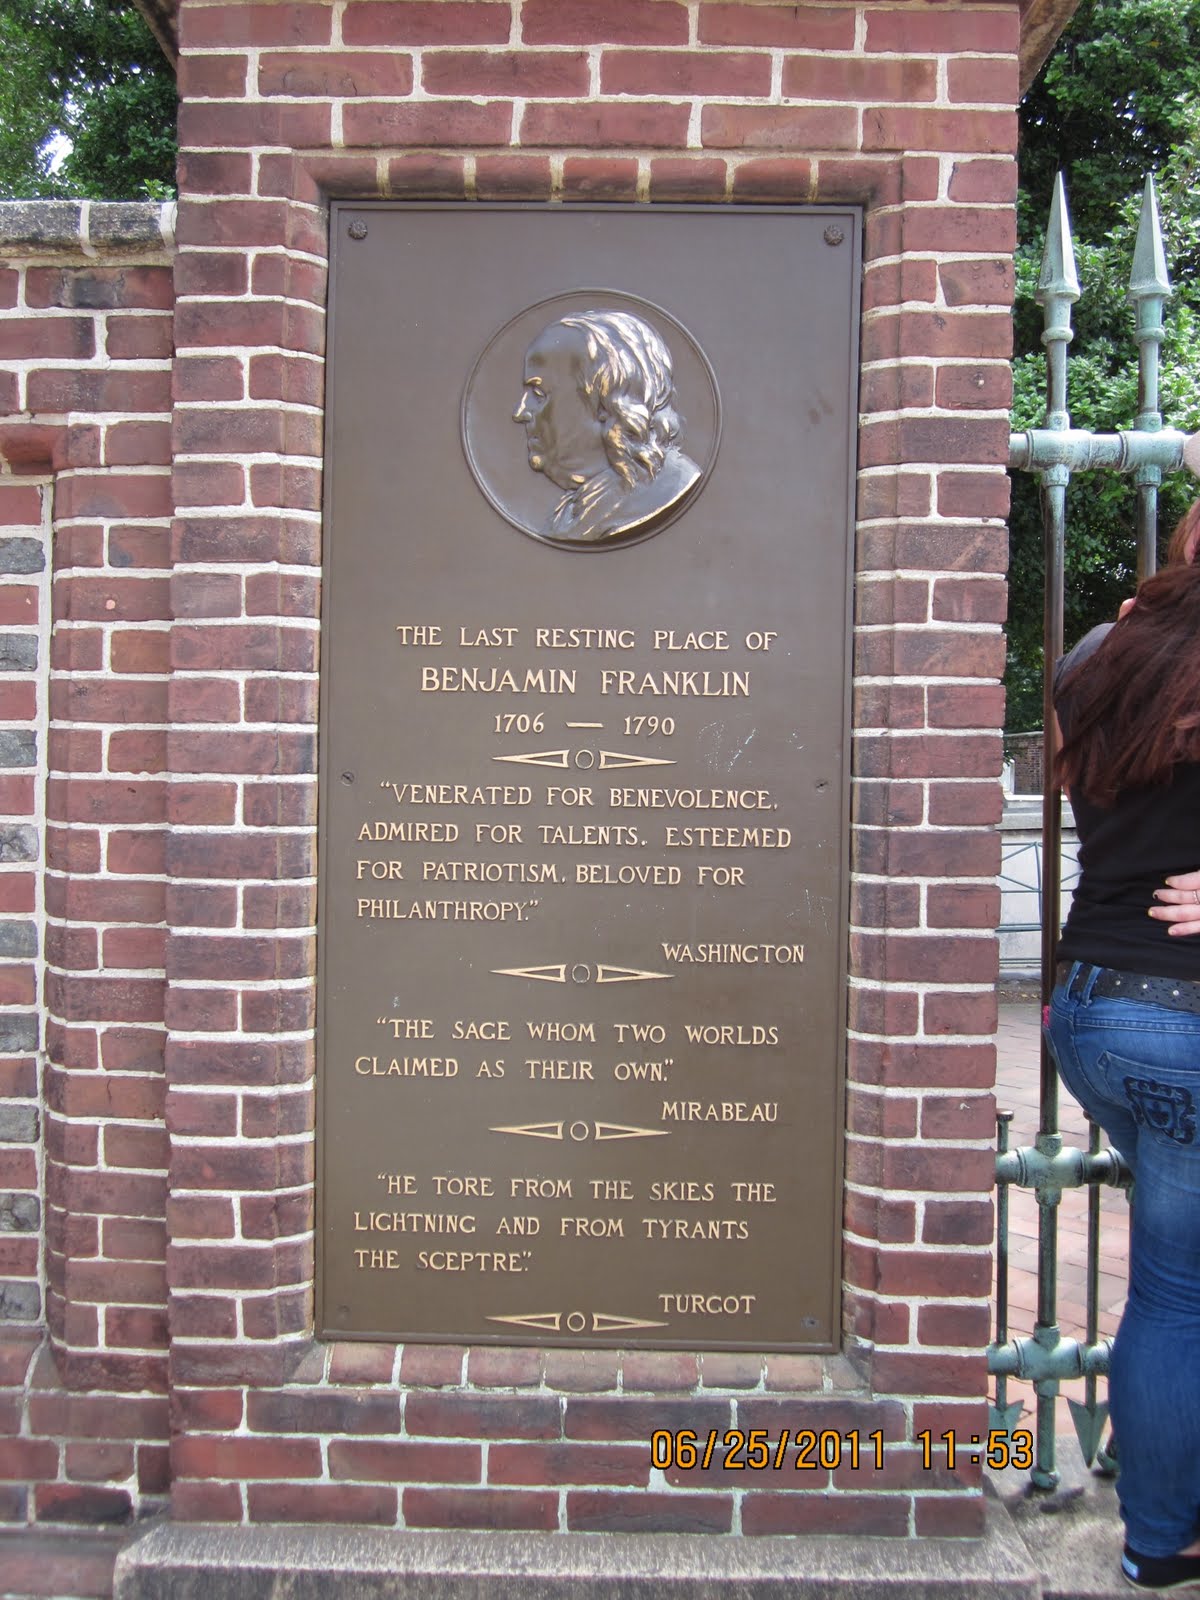 THE LAST RESTING PLACE OF
BENJAMIN FRANKLIN
1706 — 1790
"VENERATED FOR BENEVOLENCE,
ADMIRED FOR TALENTS, ESTEEMED
FOR PATRIOTISM, BELOVED FOR
PHILANTHROPY."
WASHINGTON
"THE SAGE WHOM TWO WORLDS
CLAIMED AS THEIR OWN."
MIRABEAU
"HE TORE FROM THE SKIES THE
LIGHTNING AND FROM TYRANTS
THE SCEPTRE."
TURGOT
06/25/2011 11:53